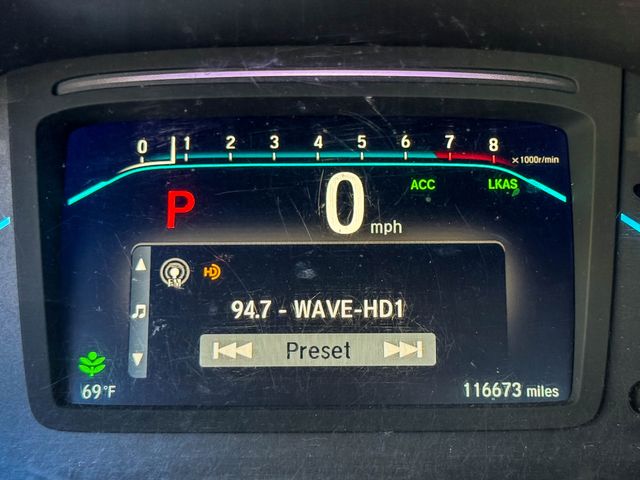 0 1 2 3 4 5 6 7 8 x1000r/min
P 0 mph ACC LKAS
FM HD
94.7 - WAVE-HD1
Preset
69°F 116673 miles